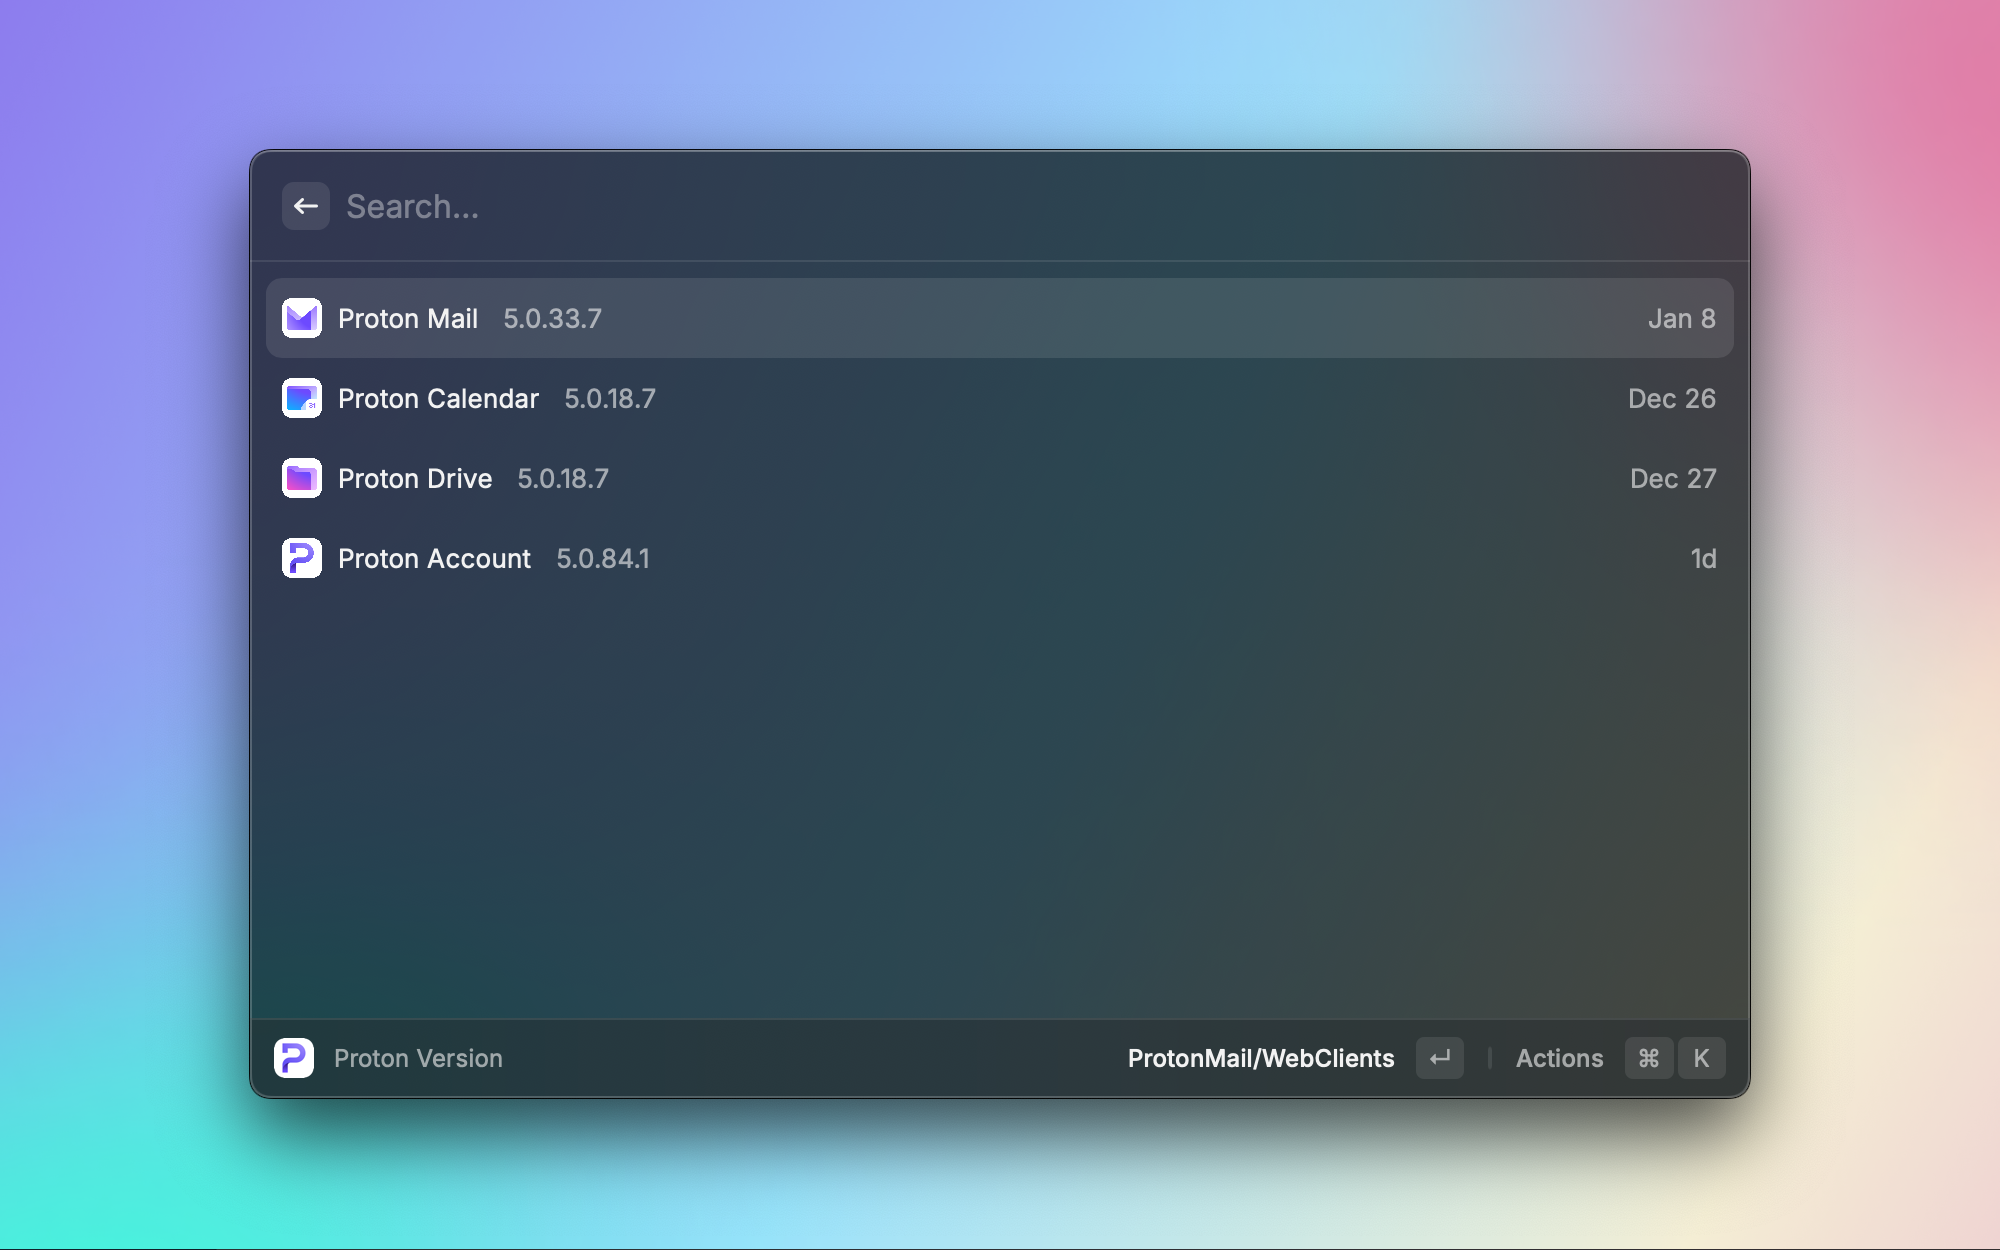 Search...
Proton Mail 5.0.33.7 Jan 8
Proton Calendar 5.0.18.7 Dec 26
Proton Drive 5.0.18.7 Dec 27
Proton Account 5.0.84.1 1d
Proton Version ProtonMail/WebClients ↵ Actions ⌘ K